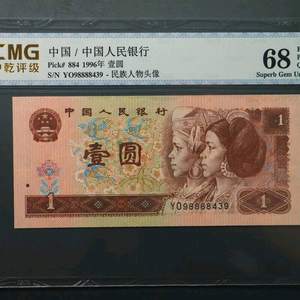 CMG
中乾评级
中国 / 中国人民银行
Pick# 884 1996年 壹圆
S/N YO98888439 - 民族人物头像
68
Superb Gem
中国人民银行
1
壹圆
1
1
YO98888439